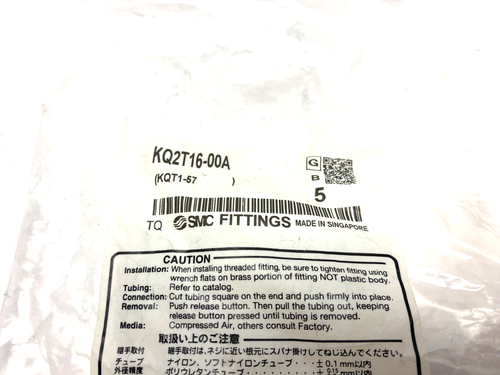 KQ2T16-00A
G
(KQT1-57 )
B
5
TQ SMC FITTINGS MADE IN SINGAPORE
CAUTION
Installation: When installing threaded fitting, be sure to tighten fitting using
wrench flats on brass portion of fitting NOT plastic body.
Tubing: Refer to catalog.
Connection: Cut tubing square on the end and push firmly into place.
Removal: Push release button. Then pull the tubing out, keeping
release button pressed until tubing is removed.
Media: Compressed Air, others consult Factory.
取扱い上のご注意
継手取付 継手取付は、ネジに近い根元にスパナ掛けしてねじ込んでください。
チューブ ナイロン、ソフトナイロンチューブ・・・±0.1mm以内
外径精度 ポリウレタンチューブ